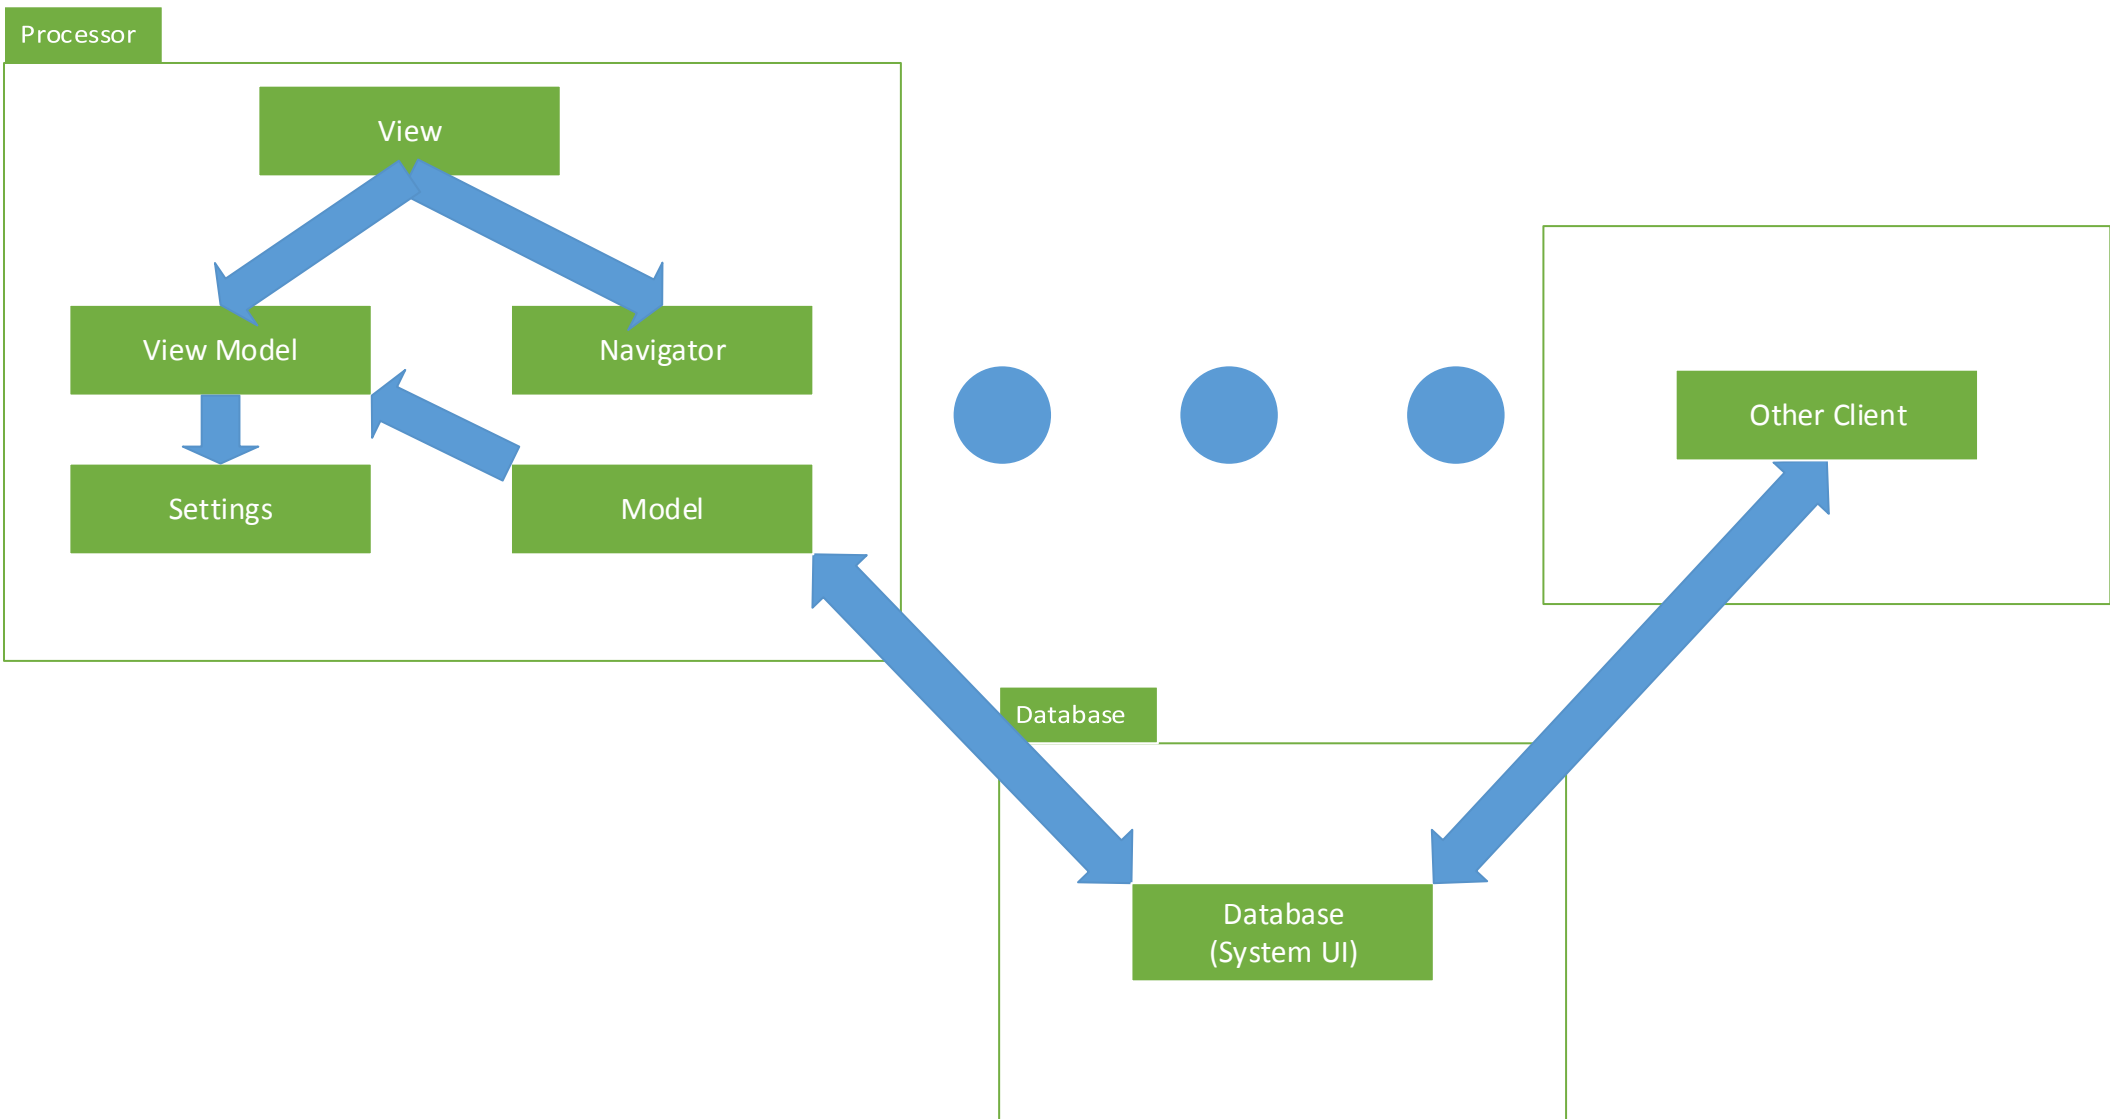 Processor
View
View Model
Navigator
Other Client
Settings
Model
Database
Database
(System UI)